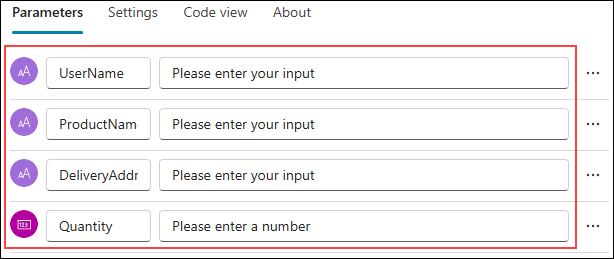 Parameters Settings Code view About
AA UserName Please enter your input ...
AA ProductNam Please enter your input ...
AA DeliveryAddr Please enter your input ...
123 Quantity Please enter a number ...